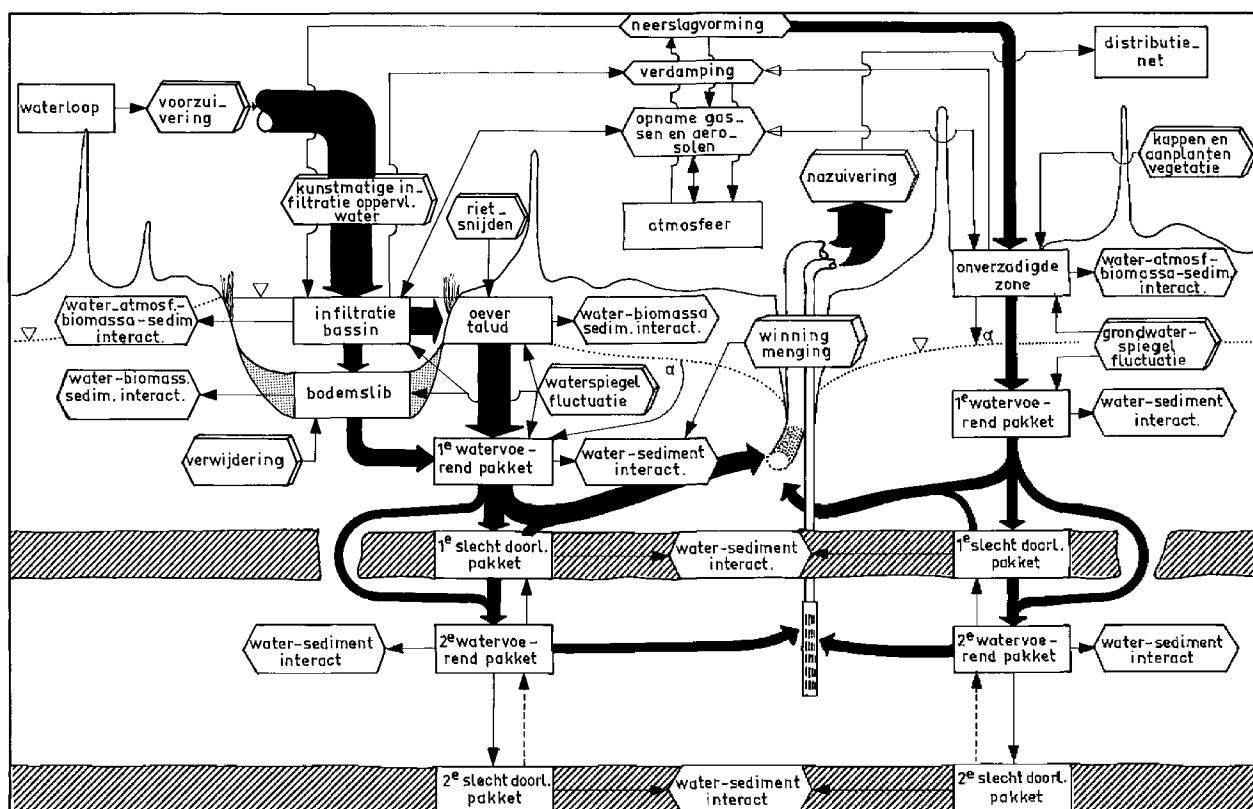 neerslagvorming
distributie_
net
verdamping
waterloop
voorzui_
vering
opname gas_
sen en aero_
solen
kappen en
aanplanten
vegetatie
kunstmatige in_
filtratie oppervl.
water
riet_
snijden
nazuivering
atmosfeer
onverzadigde
zone
water-atmosf-
biomassa-sedim.
interact.
water_atmosf.-
biomassa-sedim
interact.
infiltratie
bassin
oever
talud
water-biomassa
sedim. interact.
winning
menging
α
grondwater-
spiegel
fluctuatie
α
water-biomass.
sedim. interact.
bodemslib
waterspiegel
fluctuatie
1e watervoe-
rend pakket
water-sediment
interact.
verwijdering
1e watervoe-
rend pakket
water-sediment
interact.
1e slecht doorl.
pakket
water-sediment
interact.
1e slecht doorl.
pakket
water-sediment
interact
2e watervoe-
rend pakket
2e watervoe-
rend pakket
water-sediment
interact
2e slecht doorl.
pakket
water-sediment
interact.
2e slecht doorl.
pakket